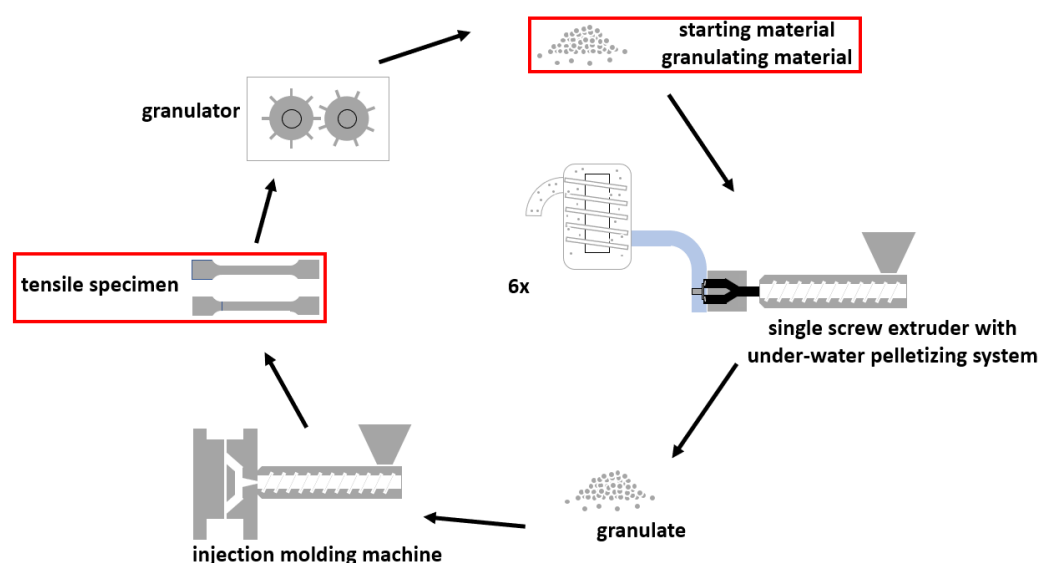 starting material
granulating material
granulator
tensile specimen
6x
single screw extruder with
under-water pelletizing system
granulate
injection molding machine